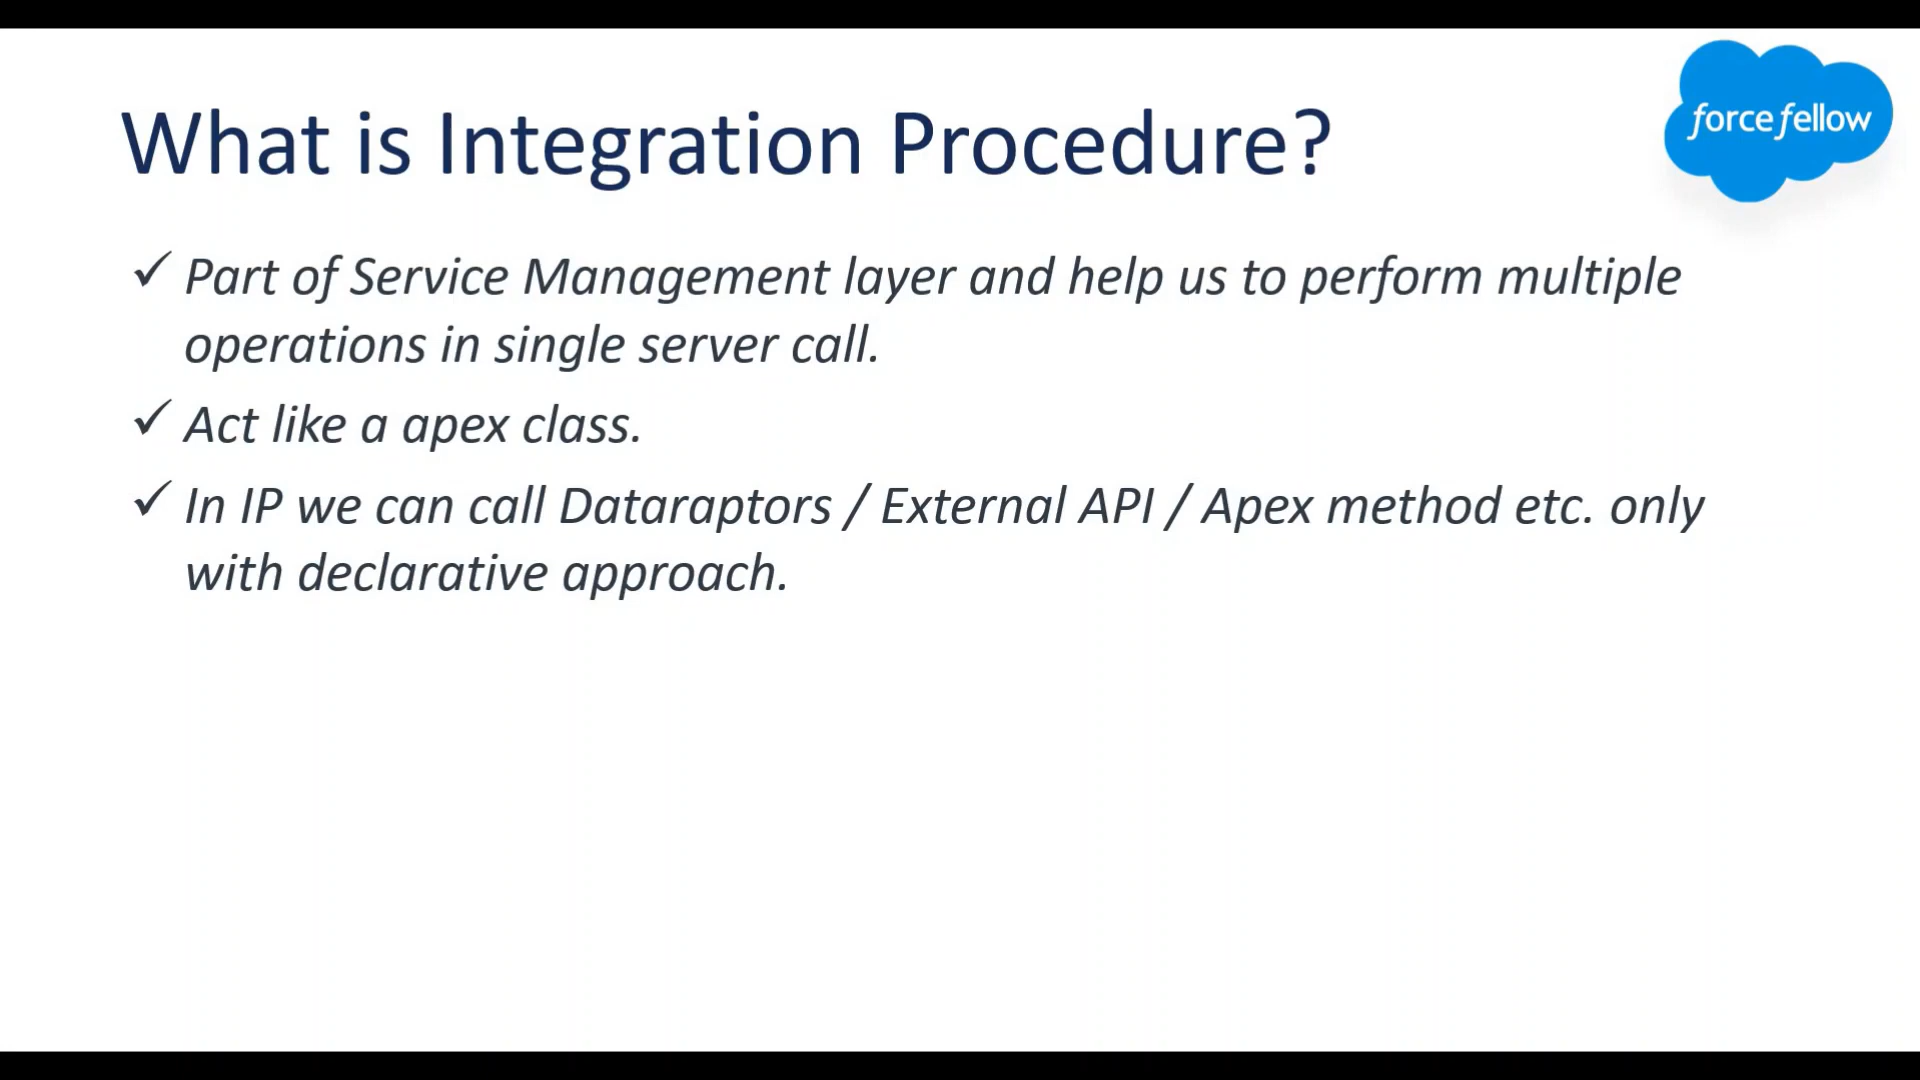 What is Integration Procedure?
force fellow
✓ Part of Service Management layer and help us to perform multiple
operations in single server call.
✓ Act like a apex class.
✓ In IP we can call Dataraptors / External API / Apex method etc. only
with declarative approach.